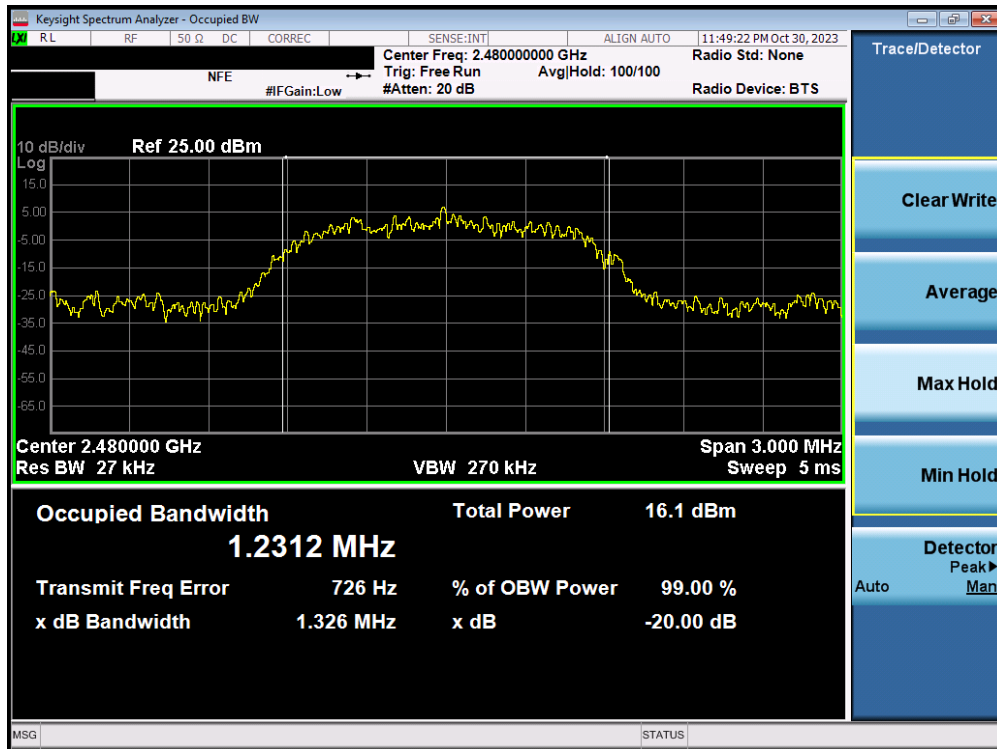 Keysight Spectrum Analyzer - Occupied BW
LXI RL RF 50 Ω DC CORREC SENSE:INT ALIGN AUTO 11:49:22 PM Oct 30, 2023
NFE
#IFGain:Low
Center Freq: 2.480000000 GHz
Radio Std: None
Trig: Free Run Avg|Hold: 100/100
#Atten: 20 dB
Radio Device: BTS
10 dB/div Ref 25.00 dBm
Log
15.0
5.00
-5.00
-15.0
-25.0
-35.0
-45.0
-55.0
-65.0
Center 2.480000 GHz Span 3.000 MHz
Res BW 27 kHz VBW 270 kHz Sweep 5 ms
Occupied Bandwidth Total Power 16.1 dBm
1.2312 MHz
Transmit Freq Error 726 Hz % of OBW Power 99.00 %
x dB Bandwidth 1.326 MHz x dB -20.00 dB
MSG STATUS
Trace/Detector
Clear Write
Average
Max Hold
Min Hold
Detector
Peak▶
Auto Man